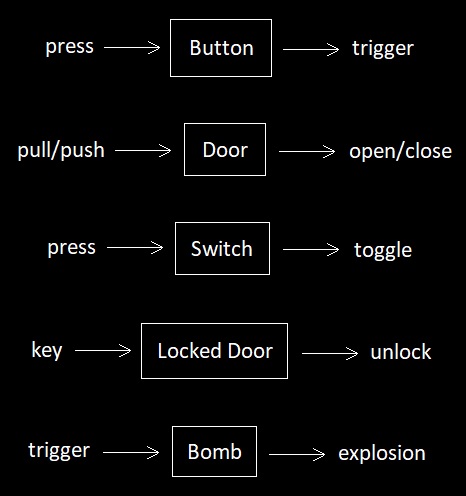 press Button trigger
pull/push Door open/close
press Switch toggle
key Locked Door unlock
trigger Bomb explosion